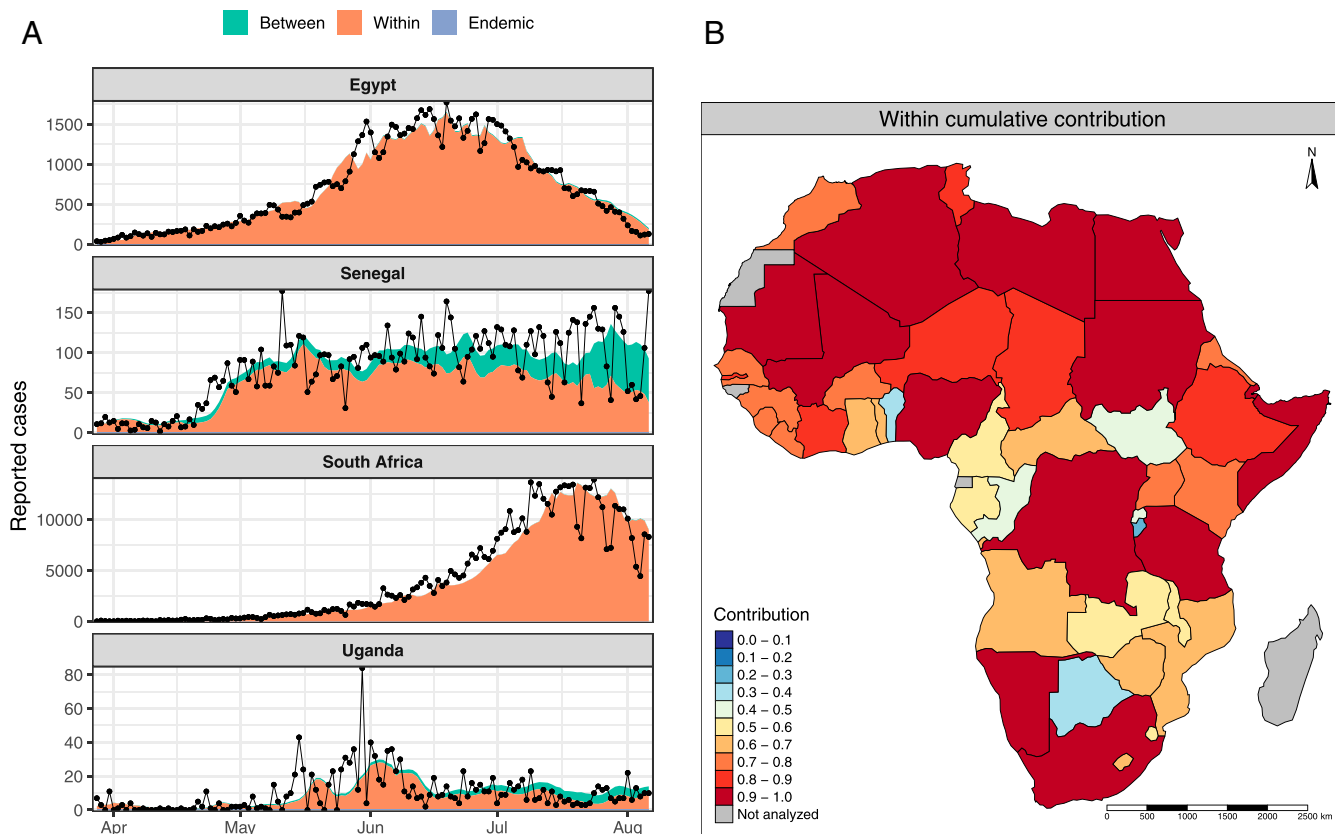 A
Between Within Endemic
Reported cases
Egypt
1500
1000
500
0
Senegal
150
100
50
0
South Africa
10000
5000
0
Uganda
80
60
40
20
0
Apr May Jun Jul Aug
B
Within cumulative contribution
N
Contribution
0.0 – 0.1
0.1 – 0.2
0.2 – 0.3
0.3 – 0.4
0.4 – 0.5
0.5 – 0.6
0.6 – 0.7
0.7 – 0.8
0.8 – 0.9
0.9 – 1.0
Not analyzed
0 500 1000 1500 2000 2500 km